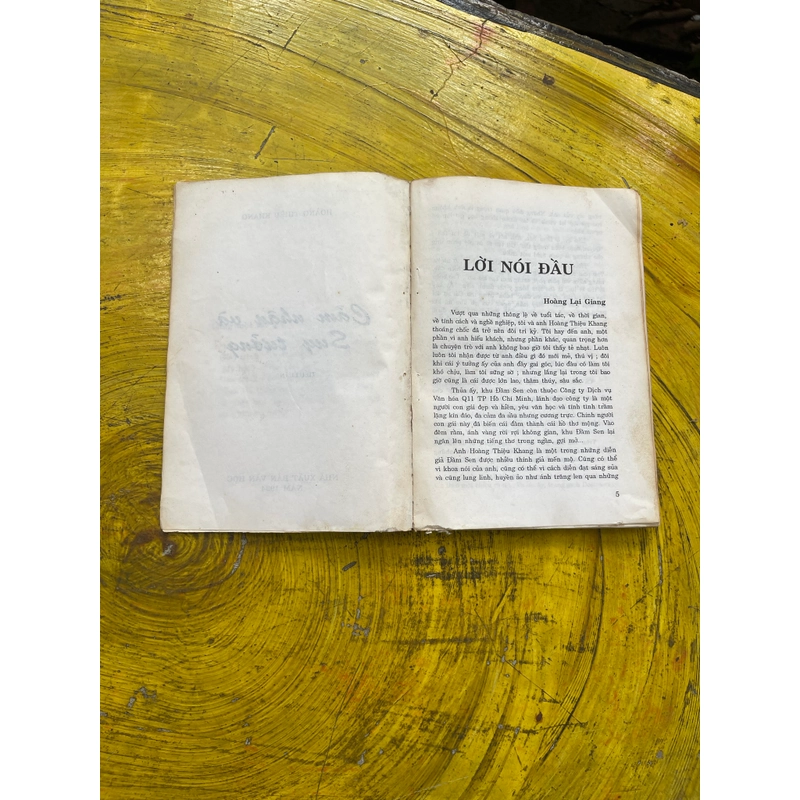 LỜI NÓI ĐẦU
Hoàng Lại Giang
Vượt qua những thông lệ về tuổi tác, về thời gian,
về tính cách và nghề nghiệp, tôi và anh Hoàng Thiệu Khang
thoáng chốc đã trở nên đôi tri kỷ. Tôi hay đến anh, một
phần vì anh hiếu khách, nhưng phần khác, quan trọng hơn
là chuyện trò với anh không bao giờ tôi thấy tẻ nhạt. Luôn
luôn tôi nhận được từ anh điều gì đó mới mẻ, thú vị ; đôi
khi cái ý tưởng ấy của anh đầy gai góc, lúc đầu có làm tôi
khó chịu, làm tôi sửng sờ ; nhưng lắng lại trong tôi bao
giờ cũng là cái được lớn lao, thâm thúy, sâu sắc.
Thủa ấy, khu Đầm Sen còn thuộc Công ty Dịch vụ
Văn hóa Q11 TP Hồ Chí Minh, lãnh đạo công ty là một
người con gái đẹp và hiền, yêu văn học và tính tình trầm
lặng kín đáo, đa cảm đa sầu nhưng cương trực. Chính người
con gái này đã biến cái đầm thành cái hồ thơ mộng. Vào
đêm rằm, ánh vàng rời rợi không gian, khu Đầm Sen lại
ngân lên những tiếng thơ trong ngần, gợi mở...
Anh Hoàng Thiệu Khang là một trong những diễn
giả Đầm Sen được nhiều thính giả mến mộ. Cũng có thể
vì khoa nói của anh, cũng có thể vì cách diễn đạt sáng sủa
và cũng lung linh, huyền ảo như ánh trăng len qua những
5